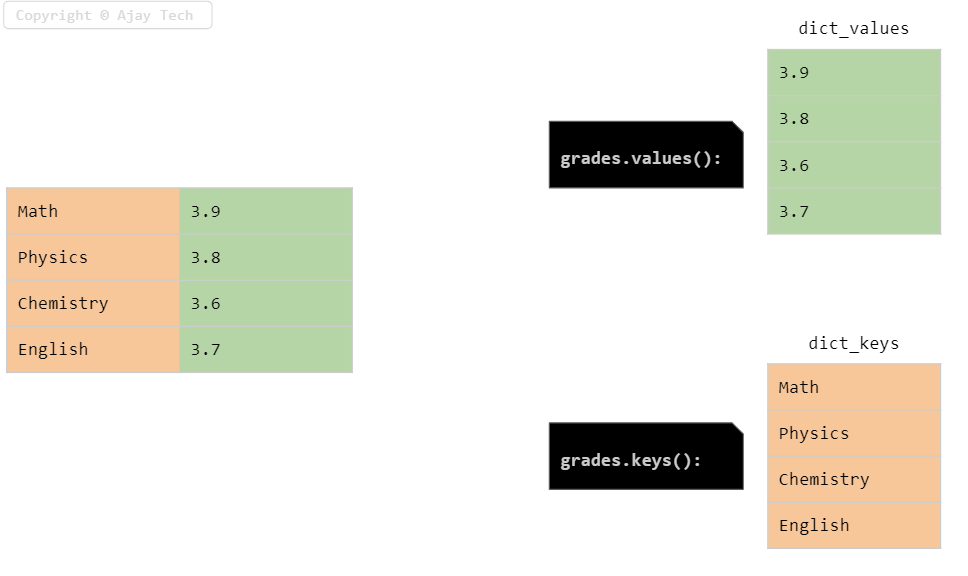 Copyright © Ajay Tech
dict_values
3.9
3.8
3.6
3.7
grades.values():
Math 3.9
Physics 3.8
Chemistry 3.6
English 3.7
dict_keys
Math
Physics
Chemistry
English
grades.keys():